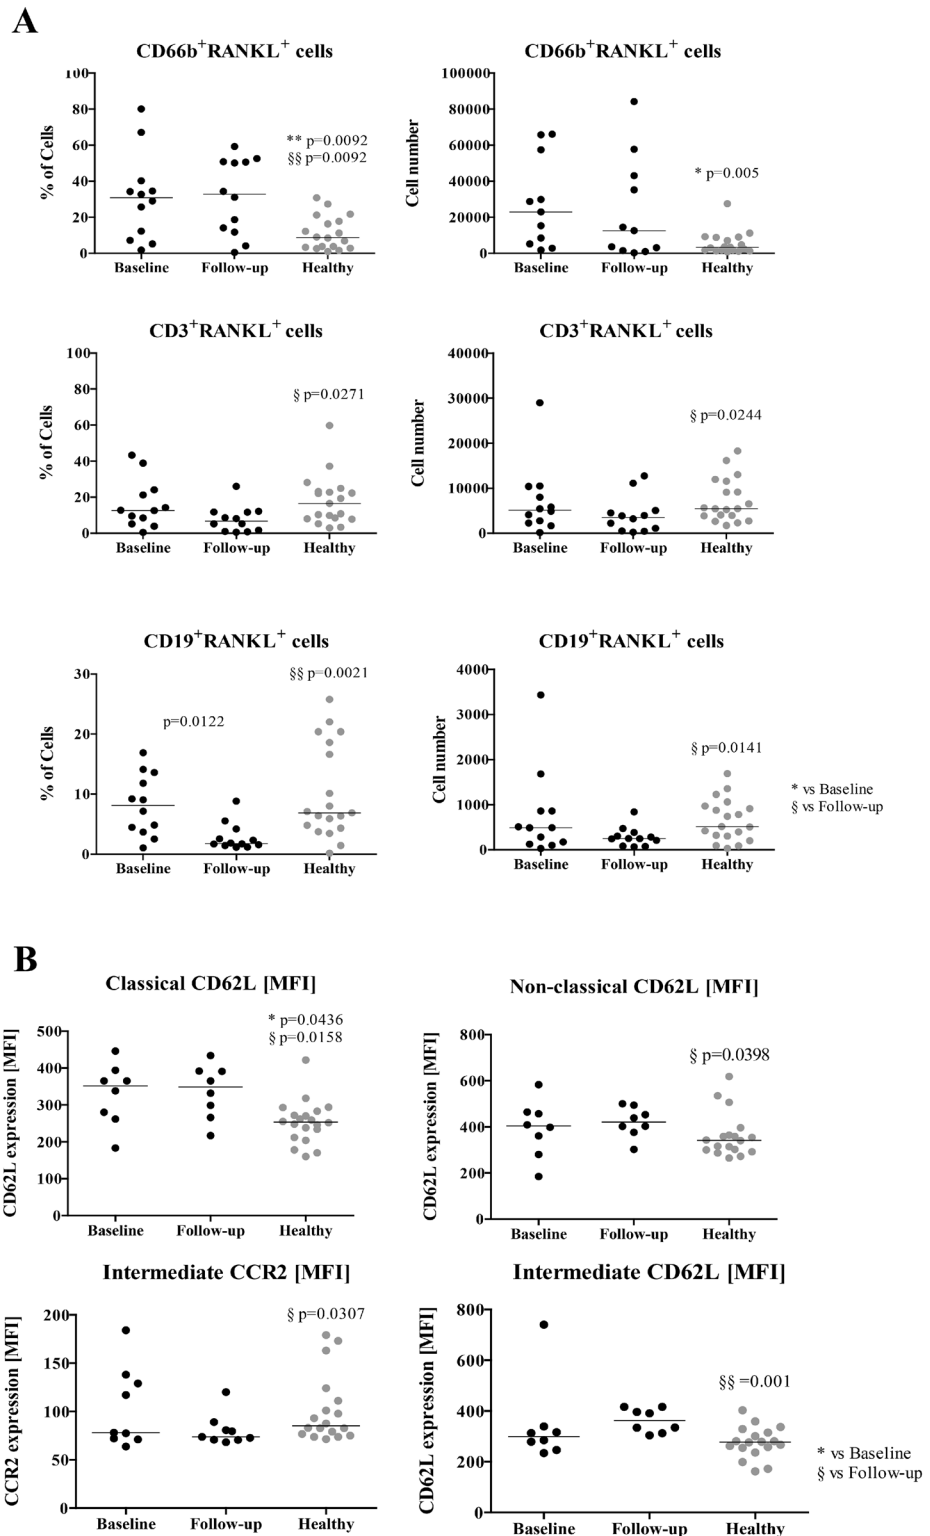 A
CD66b+RANKL+ cells
% of Cells
100
80
60
40
20
0
** p=0.0092
§§ p=0.0092
Baseline Follow-up Healthy
CD66b+RANKL+ cells
Cell number
100000
80000
60000
40000
20000
0
* p=0.005
Baseline Follow-up Healthy
CD3+RANKL+ cells
% of Cells
100
80
60
40
20
0
§ p=0.0271
Baseline Follow-up Healthy
CD3+RANKL+ cells
Cell number
40000
30000
20000
10000
0
§ p=0.0244
Baseline Follow-up Healthy
CD19+RANKL+ cells
% of Cells
30
20
10
0
p=0.0122
§§ p=0.0021
Baseline Follow-up Healthy
CD19+RANKL+ cells
Cell number
4000
3000
2000
1000
0
§ p=0.0141
Baseline Follow-up Healthy
* vs Baseline
§ vs Follow-up
B
Classical CD62L [MFI]
CD62L expression [MFI]
500
400
300
200
100
0
* p=0.0436
§ p=0.0158
Baseline Follow-up Healthy
Non-classical CD62L [MFI]
CD62L expression [MFI]
800
600
400
200
0
§ p=0.0398
Baseline Follow-up Healthy
Intermediate CCR2 [MFI]
CCR2 expression [MFI]
200
150
100
50
0
§ p=0.0307
Baseline Follow-up Healthy
Intermediate CD62L [MFI]
CD62L expression [MFI]
800
600
400
200
0
§§ =0.001
Baseline Follow-up Healthy
* vs Baseline
§ vs Follow-up